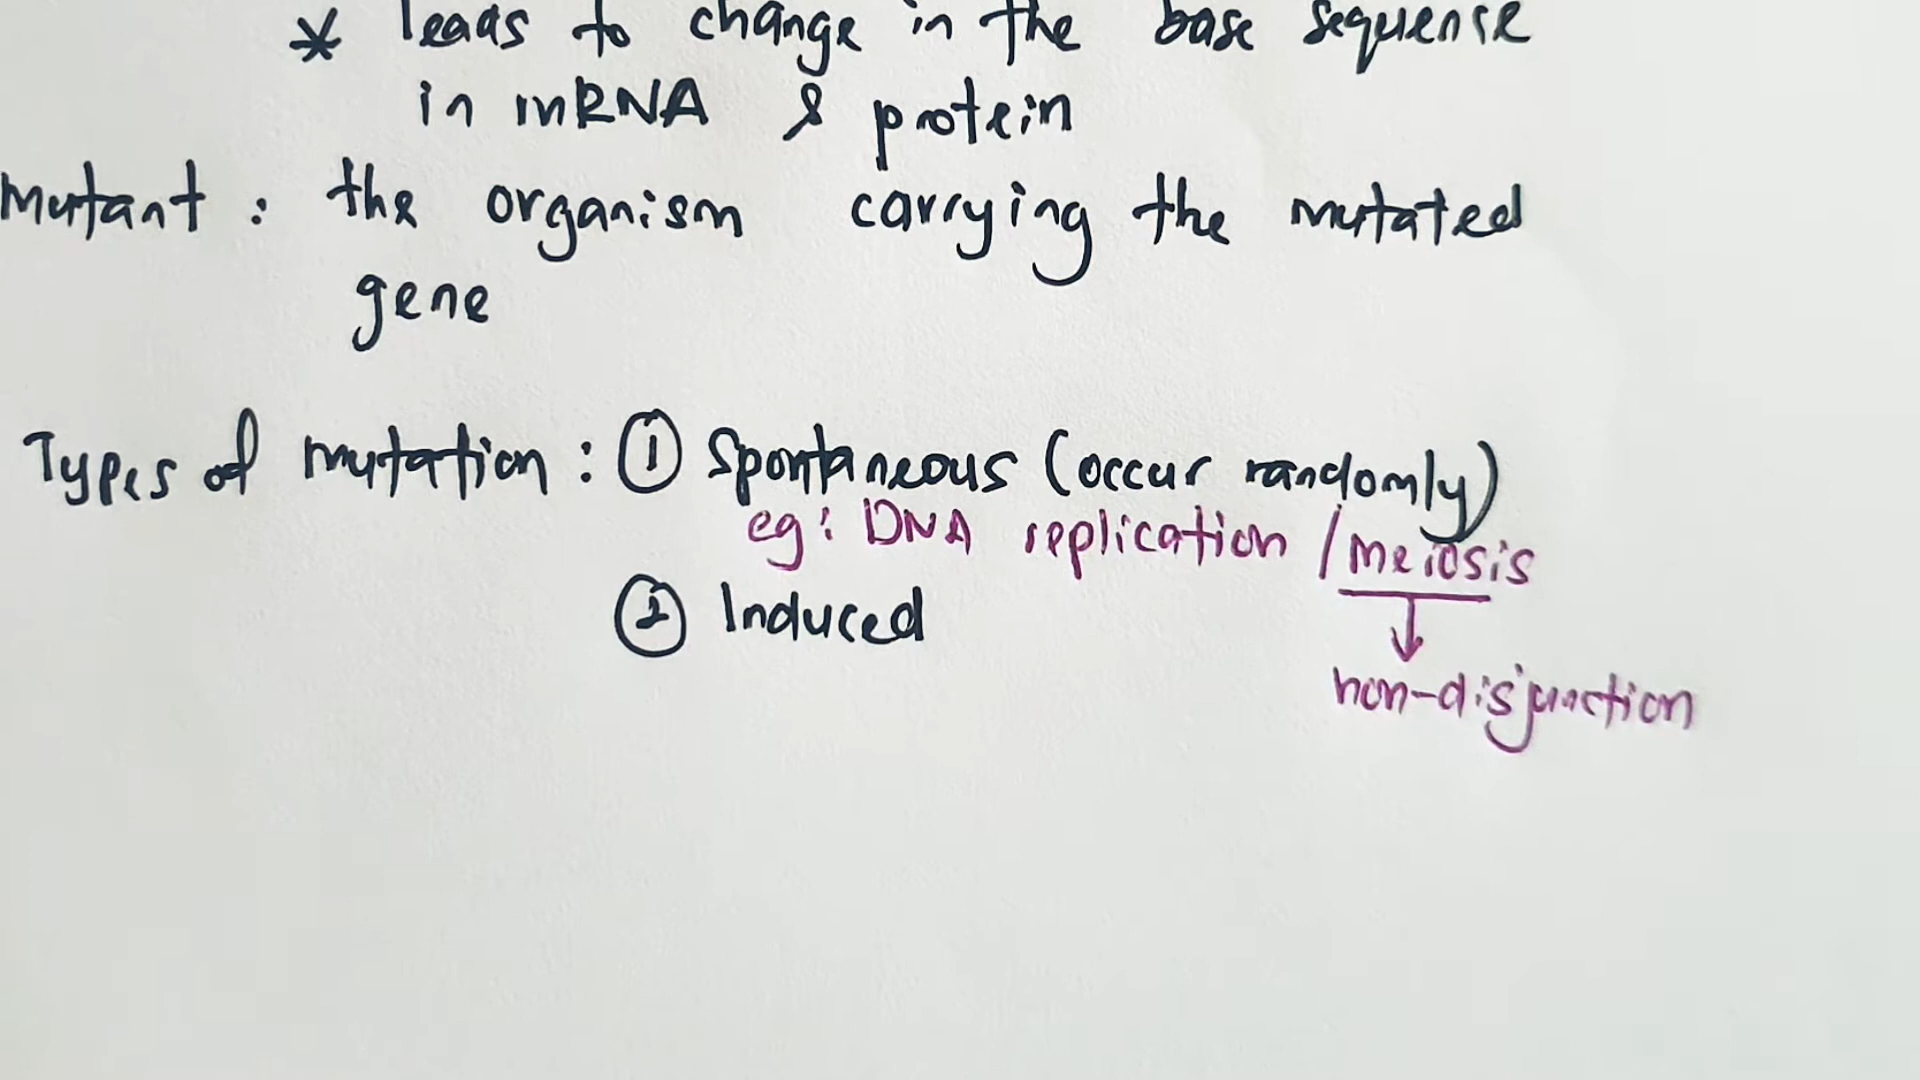 * leads to change in the base sequense
in mRNA & protein
Mutant : the organism carrying the mutated
gene
Types of mutation : ① Spontaneous (occur randomly)
eg: DNA replication / meiosis
② Induced
non-disjunction